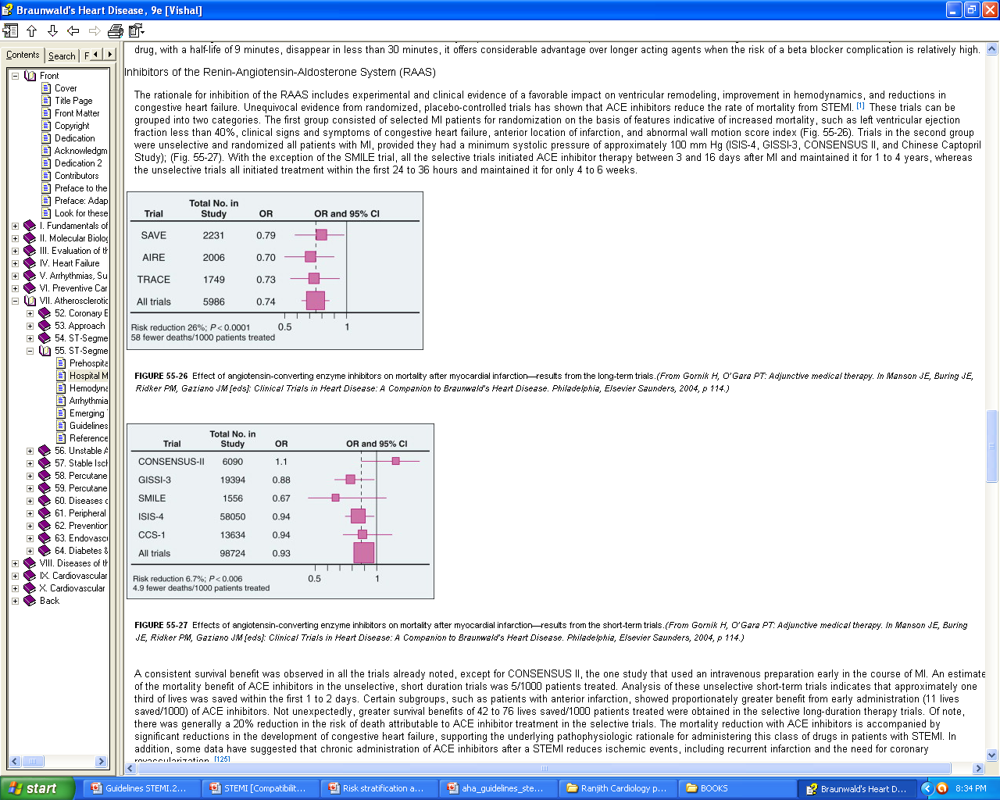 Braunwald's Heart Disease, 9e [Vishal]
Contents
Search
F
Front
Cover
Title Page
Front Matter
Copyright
Dedication
Acknowledgm
Dedication 2
Contributors
Preface to the
Preface: Adap
Look for these
I. Fundamentals of
II. Molecular Biolog
III. Evaluation of th
IV. Heart Failure
V. Arrhythmias, Su
VI. Preventive Car
VII. Atherosclerotic
52. Coronary B
53. Approach
54. ST-Segme
55. ST-Segme
Prehospita
Hospital M
Hemodyna
Arrhythmia
Emerging
Guidelines
Reference
56. Unstable A
57. Stable Isch
58. Percutane
59. Percutane
60. Diseases o
61. Peripheral
62. Prevention
63. Endovascu
64. Diabetes &
VIII. Diseases of th
IX. Cardiovascular
X. Cardiovascular
Back
drug, with a half-life of 9 minutes, disappear in less than 30 minutes, it offers considerable advantage over longer acting agents when the risk of a beta blocker complication is relatively high.
Inhibitors of the Renin-Angiotensin-Aldosterone System (RAAS)
The rationale for inhibition of the RAAS includes experimental and clinical evidence of a favorable impact on ventricular remodeling, improvement in hemodynamics, and reductions in
congestive heart failure. Unequivocal evidence from randomized, placebo-controlled trials has shown that ACE inhibitors reduce the rate of mortality from STEMI. [1] These trials can be
grouped into two categories. The first group consisted of selected MI patients for randomization on the basis of features indicative of increased mortality, such as left ventricular ejection
fraction less than 40%, clinical signs and symptoms of congestive heart failure, anterior location of infarction, and abnormal wall motion score index (Fig. 55-26). Trials in the second group
were unselective and randomized all patients with MI, provided they had a minimum systolic pressure of approximately 100 mm Hg (ISIS-4, GISSI-3, CONSENSUS II, and Chinese Captopril
Study); (Fig. 55-27). With the exception of the SMILE trial, all the selective trials initiated ACE inhibitor therapy between 3 and 16 days after MI and maintained it for 1 to 4 years, whereas
the unselective trials all initiated treatment within the first 24 to 36 hours and maintained it for only 4 to 6 weeks.
Total No. in
Trial Study OR OR and 95% CI
SAVE 2231 0.79
AIRE 2006 0.70
TRACE 1749 0.73
All trials 5986 0.74
Risk reduction 26%; P < 0.0001 0.5 1
58 fewer deaths/1000 patients treated
FIGURE 55-26 Effect of angiotensin-converting enzyme inhibitors on mortality after myocardial infarction—results from the long-term trials.(From Gornik H, O'Gara PT: Adjunctive medical therapy. In Manson JE, Buring JE,
Ridker PM, Gaziano JM [eds]: Clinical Trials in Heart Disease: A Companion to Braunwald's Heart Disease. Philadelphia, Elsevier Saunders, 2004, p 114.)
Total No. in
Trial Study OR OR and 95% CI
CONSENSUS-II 6090 1.1
GISSI-3 19394 0.88
SMILE 1556 0.67
ISIS-4 58050 0.94
CCS-1 13634 0.94
All trials 98724 0.93
Risk reduction 6.7%; P < 0.006 0.5 1
4.9 fewer deaths/1000 patients treated
FIGURE 55-27 Effects of angiotensin-converting enzyme inhibitors on mortality after myocardial infarction—results from the short-term trials.(From Gornik H, O'Gara PT: Adjunctive medical therapy. In Manson JE, Buring
JE, Ridker PM, Gaziano JM [eds]: Clinical Trials in Heart Disease: A Companion to Braunwald's Heart Disease. Philadelphia, Elsevier Saunders, 2004, p 114.)
A consistent survival benefit was observed in all the trials already noted, except for CONSENSUS II, the one study that used an intravenous preparation early in the course of MI. An estimate
of the mortality benefit of ACE inhibitors in the unselective, short duration trials was 5/1000 patients treated. Analysis of these unselective short-term trials indicates that approximately one
third of lives was saved within the first 1 to 2 days. Certain subgroups, such as patients with anterior infarction, showed proportionately greater benefit from early administration (11 lives
saved/1000) of ACE inhibitors. Not unexpectedly, greater survival benefits of 42 to 76 lives saved/1000 patients treated were obtained in the selective long-duration therapy trials. Of note,
there was generally a 20% reduction in the risk of death attributable to ACE inhibitor treatment in the selective trials. The mortality reduction with ACE inhibitors is accompanied by
significant reductions in the development of congestive heart failure, supporting the underlying pathophysiologic rationale for administering this class of drugs in patients with STEMI. In
addition, some data have suggested that chronic administration of ACE inhibitors after a STEMI reduces ischemic events, including recurrent infarction and the need for coronary
revascularization. [125]
start
Guidelines STEMI.2...
STEMI [Compatibilit...
Risk stratification a...
aha_guidelines_ste...
Ranjith Cardiology p...
BOOKS
Braunwald's Heart D...
8:34 PM